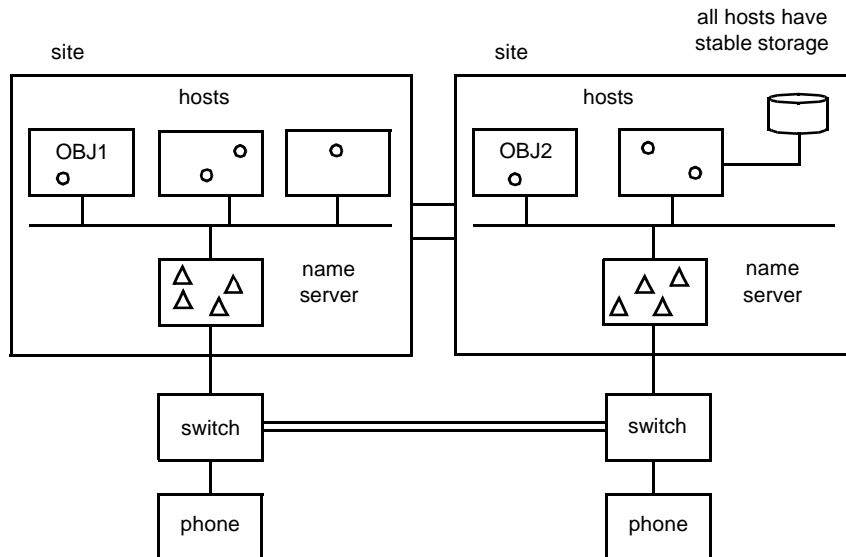 all hosts have
stable storage
site
site
hosts
hosts
OBJ1
OBJ2
name
server
name
server
switch
switch
phone
phone